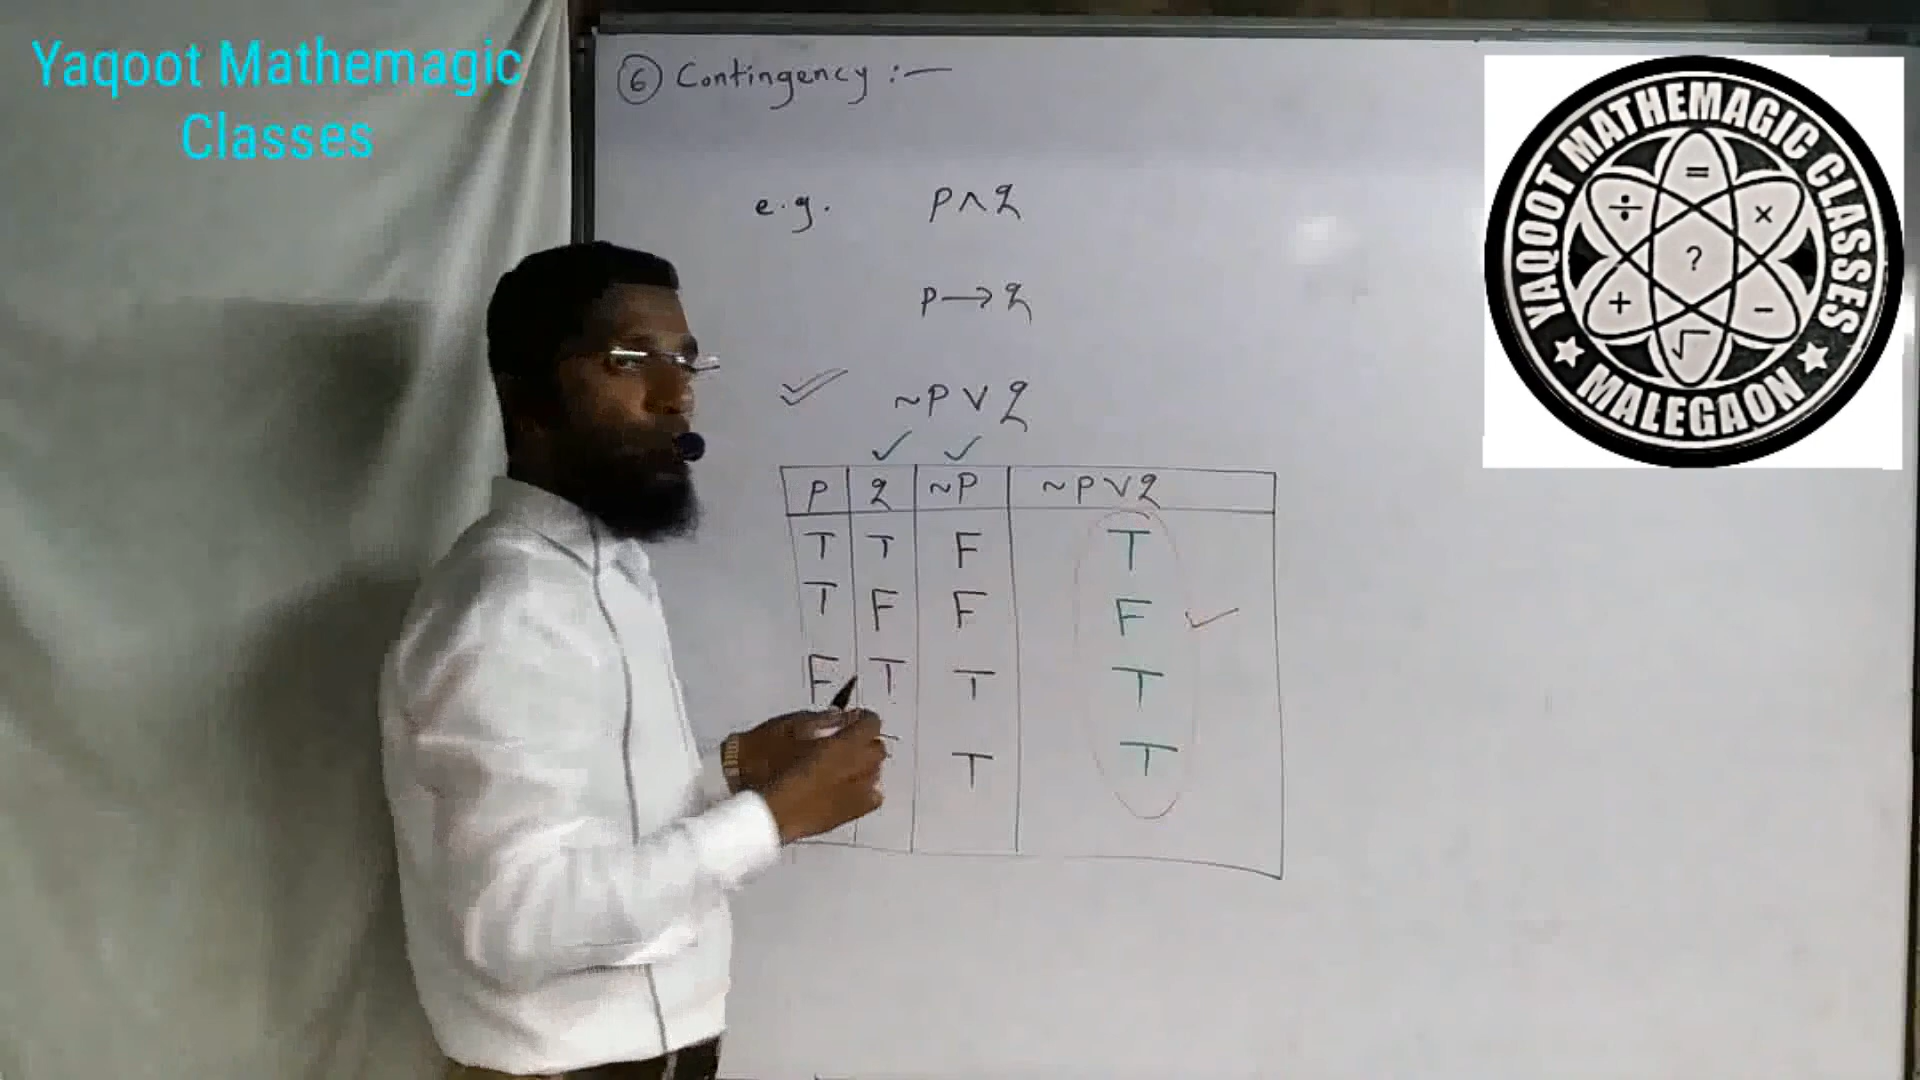 Yaqoot Mathemagic
Classes
⑥ Contingency :—
e.g. p∧q
p→q
~p∨q
p q ~p ~p∨q
T T F T
T F F F
F T T T
T T
YAQOOT MATHEMAGIC CLASSES
MALEGAON
= × − √ + ÷ ?